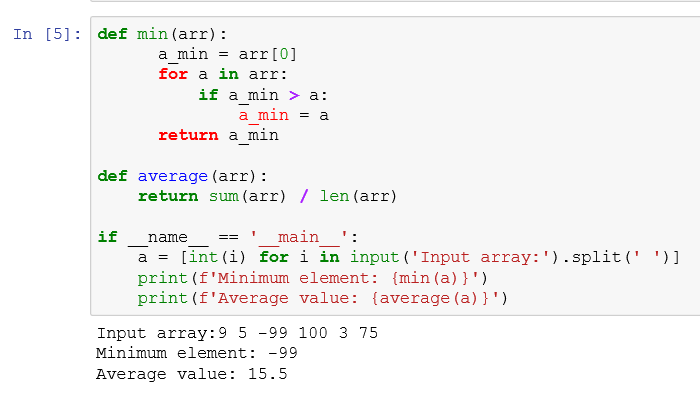 In [5]: def min(arr):
      a_min = arr[0]
      for a in arr:
          if a_min > a:
              a_min = a
      return a_min

def average(arr):
    return sum(arr) / len(arr)

if __name__ == '__main__':
    a = [int(i) for i in input('Input array:').split(' ')]
    print(f'Minimum element: {min(a)}')
    print(f'Average value: {average(a)}')
Input array:9 5 -99 100 3 75
Minimum element: -99
Average value: 15.5